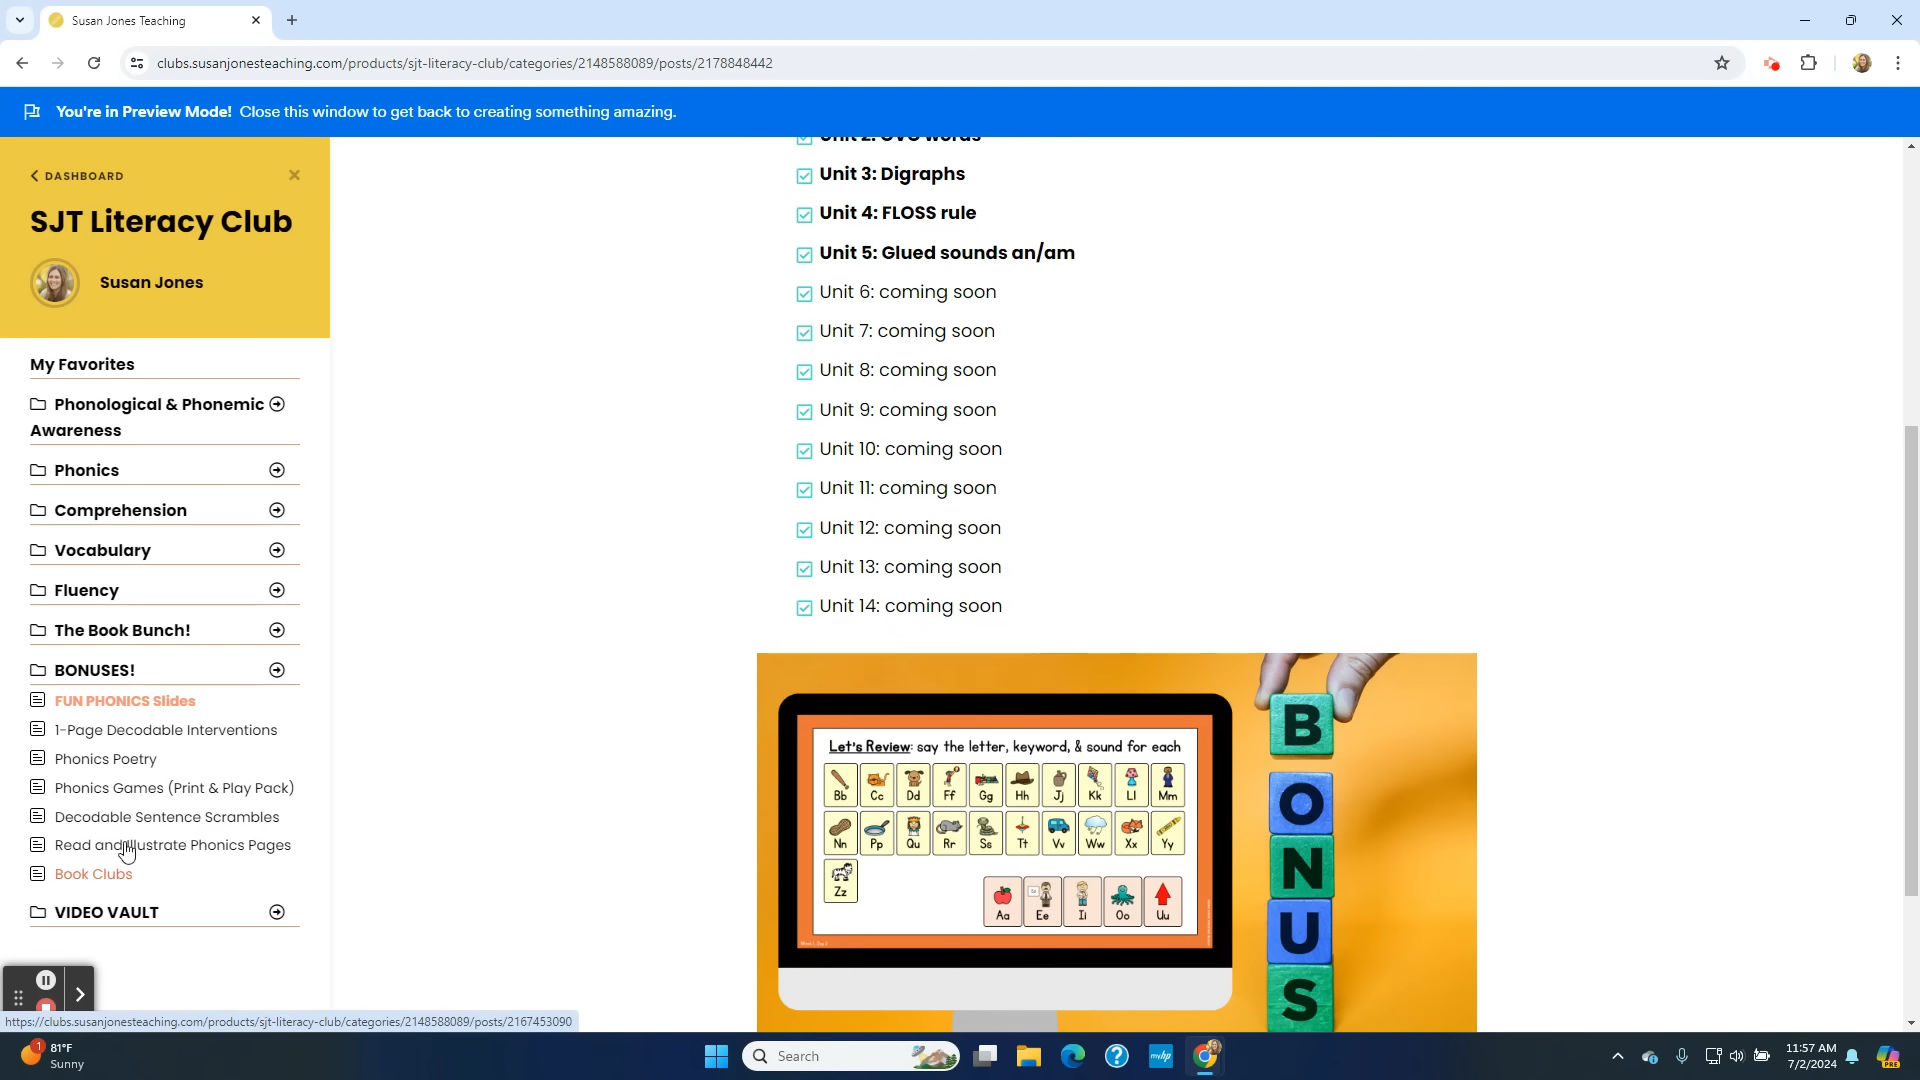 Susan Jones Teaching
clubs.susanjonesteaching.com/products/sjt-literacy-club/categories/2148588089/posts/2178848442
You're in Preview Mode! Close this window to get back to creating something amazing.
DASHBOARD
SJT Literacy Club
Susan Jones
My Favorites
Phonological & Phonemic
Awareness
Phonics
Comprehension
Vocabulary
Fluency
The Book Bunch!
BONUSES!
FUN PHONICS Slides
1-Page Decodable Interventions
Phonics Poetry
Phonics Games (Print & Play Pack)
Decodable Sentence Scrambles
Read and Illustrate Phonics Pages
Book Clubs
VIDEO VAULT
Unit 2: CVC words
Unit 3: Digraphs
Unit 4: FLOSS rule
Unit 5: Glued sounds an/am
Unit 6: coming soon
Unit 7: coming soon
Unit 8: coming soon
Unit 9: coming soon
Unit 10: coming soon
Unit 11: coming soon
Unit 12: coming soon
Unit 13: coming soon
Unit 14: coming soon
Let's Review: say the letter, keyword, & sound for each
Bb Cc Dd Ff Gg Hh Jj Kk Ll Mm
Nn Pp Qu Rr Ss Tt Vv Ww Xx Yy
Zz
Aa Ee Ii Oo Uu
B
O
N
U
S
https://clubs.susanjonesteaching.com/products/sjt-literacy-club/categories/2148588089/posts/2167453090
1
81°F
Sunny
Search
myhp
11:57 AM
7/2/2024
PRE